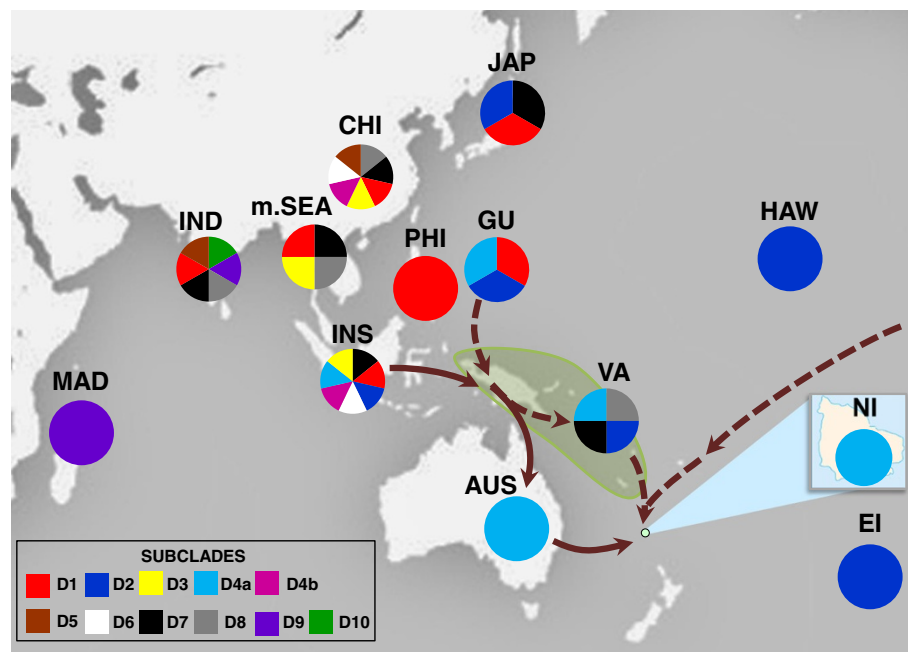 JAP
CHI
m.SEA
IND
PHI
GU
HAW
INS
VA
MAD
NI
AUS
EI
SUBCLADES
D1 D2 D3 D4a D4b
D5 D6 D7 D8 D9 D10